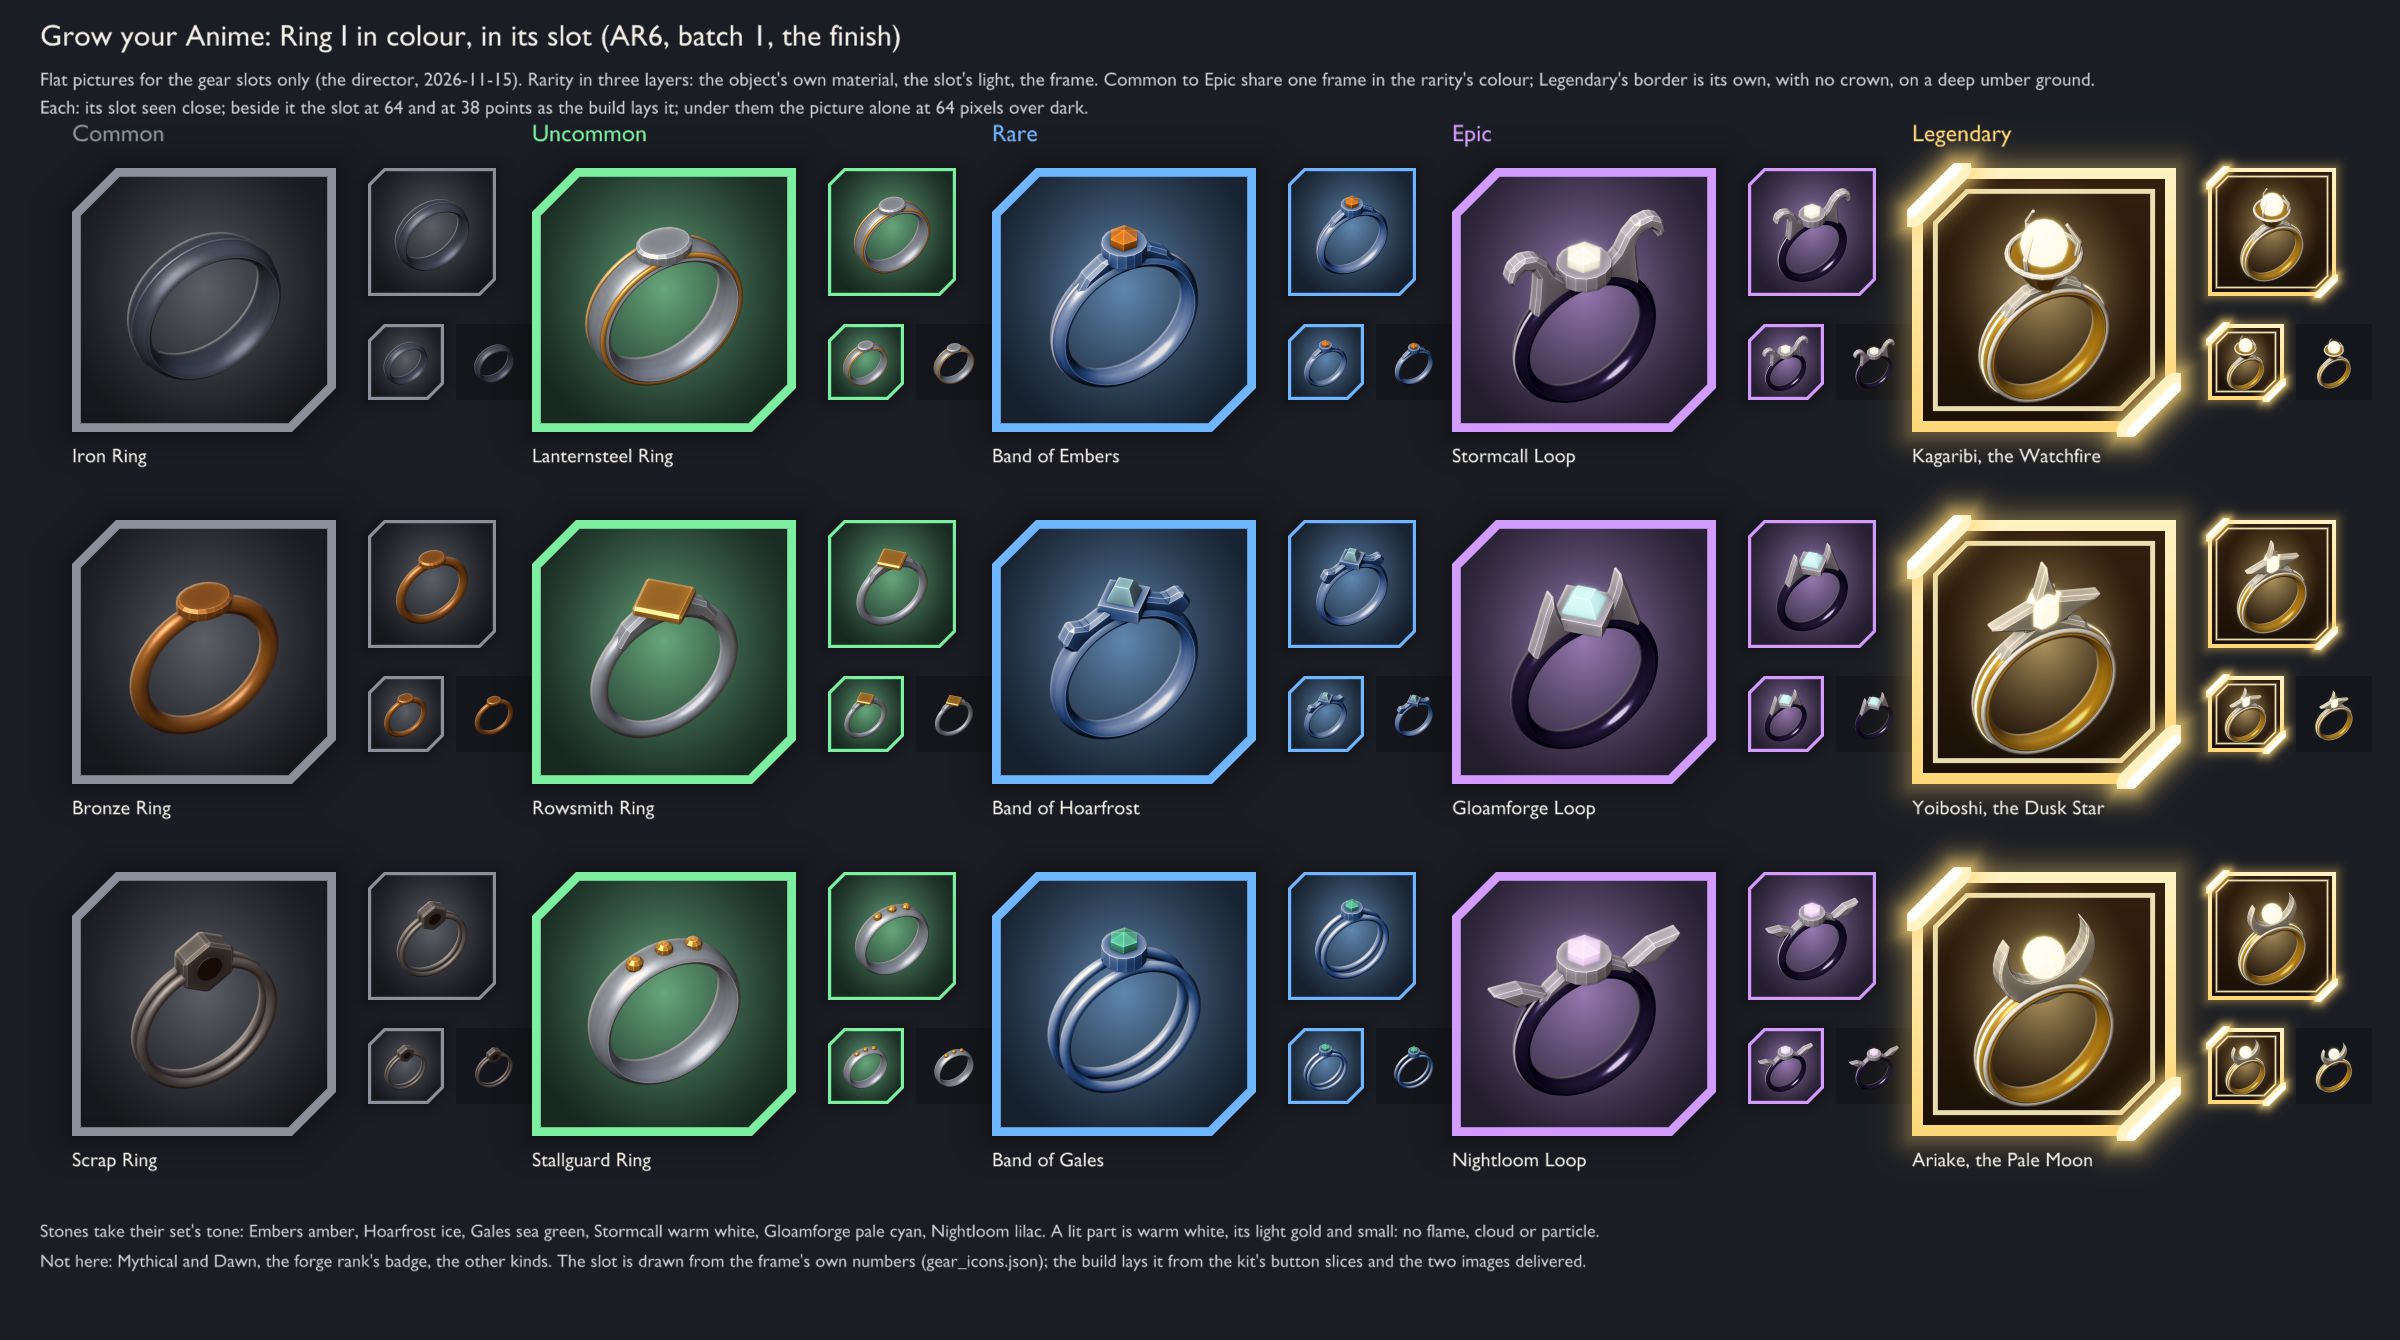 Grow your Anime: Ring I in colour, in its slot (AR6, batch 1, the finish)
Flat pictures for the gear slots only (the director, 2026-11-15). Rarity in three layers: the object's own material, the slot's light, the frame. Common to Epic share one frame in the rarity's colour; Legendary's border is its own, with no crown, on a deep umber ground.
Each: its slot seen close; beside it the slot at 64 and at 38 points as the build lays it; under them the picture alone at 64 pixels over dark.
Common Uncommon Rare Epic Legendary
Iron Ring Lanternsteel Ring Band of Embers Stormcall Loop Kagaribi, the Watchfire
Bronze Ring Rowsmith Ring Band of Hoarfrost Gloamforge Loop Yoiboshi, the Dusk Star
Scrap Ring Stallguard Ring Band of Gales Nightloom Loop Ariake, the Pale Moon
Stones take their set's tone: Embers amber, Hoarfrost ice, Gales sea green, Stormcall warm white, Gloamforge pale cyan, Nightloom lilac. A lit part is warm white, its light gold and small: no flame, cloud or particle.
Not here: Mythical and Dawn, the forge rank's badge, the other kinds. The slot is drawn from the frame's own numbers (gear_icons.json); the build lays it from the kit's button slices and the two images delivered.